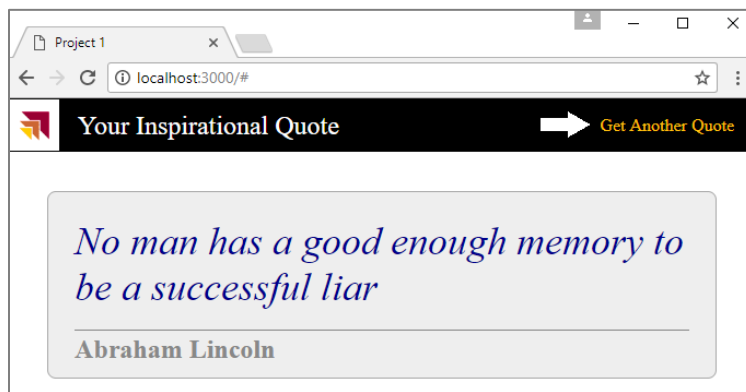 Project 1
localhost:3000/#
Your Inspirational Quote
Get Another Quote
No man has a good enough memory to
be a successful liar
Abraham Lincoln